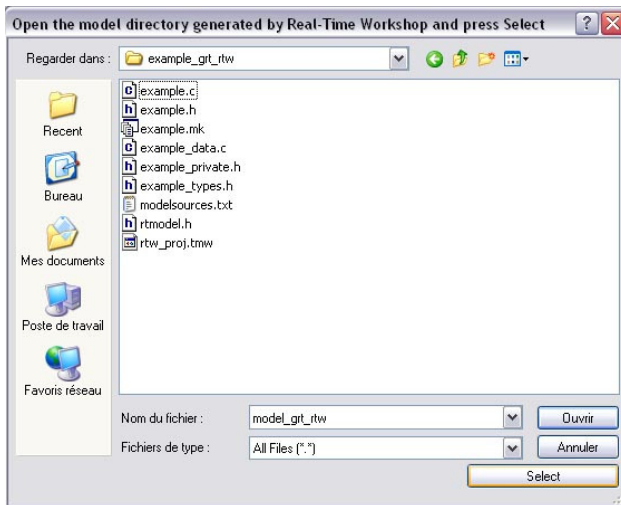 Open the model directory generated by Real-Time Workshop and press Select
Regarder dans : example_grt_rtw
example.c
example.h
example.mk
example_data.c
example_private.h
example_types.h
modelsources.txt
rtmodel.h
rtw_proj.tmw
Recent
Bureau
Mes documents
Poste de travail
Favoris réseau
Nom du fichier : model_grt_rtw Ouvrir
Fichiers de type : All Files (*.*) Annuler
Select